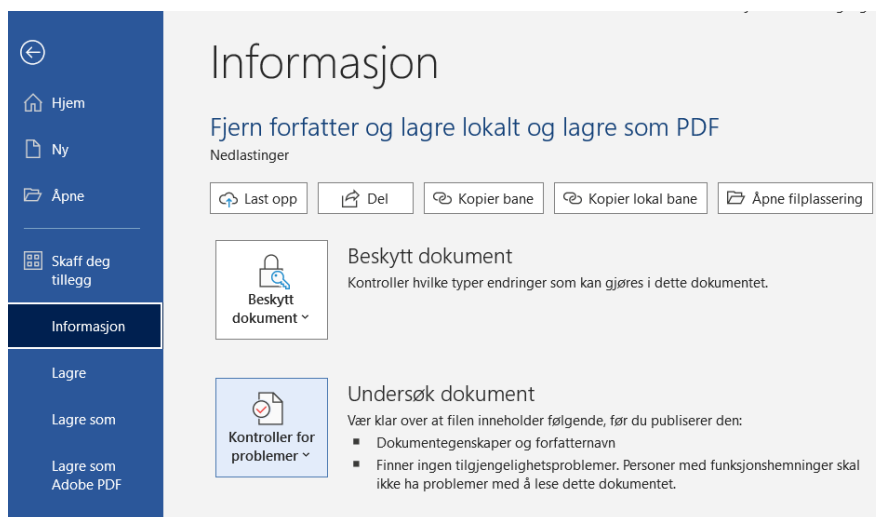 Informasjon
Hjem
Fjern forfatter og lagre lokalt og lagre som PDF
Ny
Nedlastinger
Åpne
Last opp
Del
Kopier bane
Kopier lokal bane
Åpne filplassering
Skaff deg
tillegg
Beskytt
dokument
Beskytt dokument
Kontroller hvilke typer endringer som kan gjøres i dette dokumentet.
Informasjon
Lagre
Lagre som
Lagre som
Adobe PDF
Kontroller for
problemer
Undersøk dokument
Vær klar over at filen inneholder følgende, før du publiserer den:
Dokumentegenskaper og forfatternavn
Finner ingen tilgjengelighetsproblemer. Personer med funksjonshemninger skal
ikke ha problemer med å lese dette dokumentet.